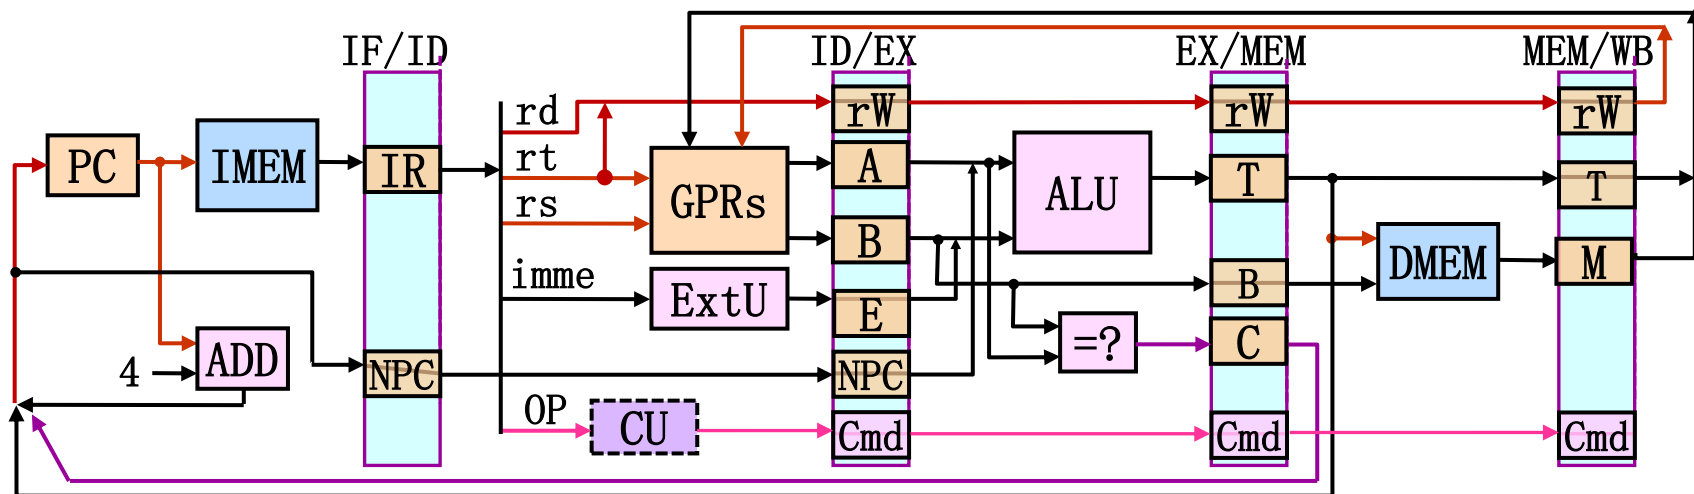 IF/ID
ID/EX
EX/MEM
MEM/WB
rd
rW
rW
rW
PC
IMEM
IR
rt
rs
GPRs
A
B
ALU
T
T
imme
ExtU
E
B
DMEM
M
4
ADD
NPC
NPC
=?
C
OP
CU
Cmd
Cmd
Cmd